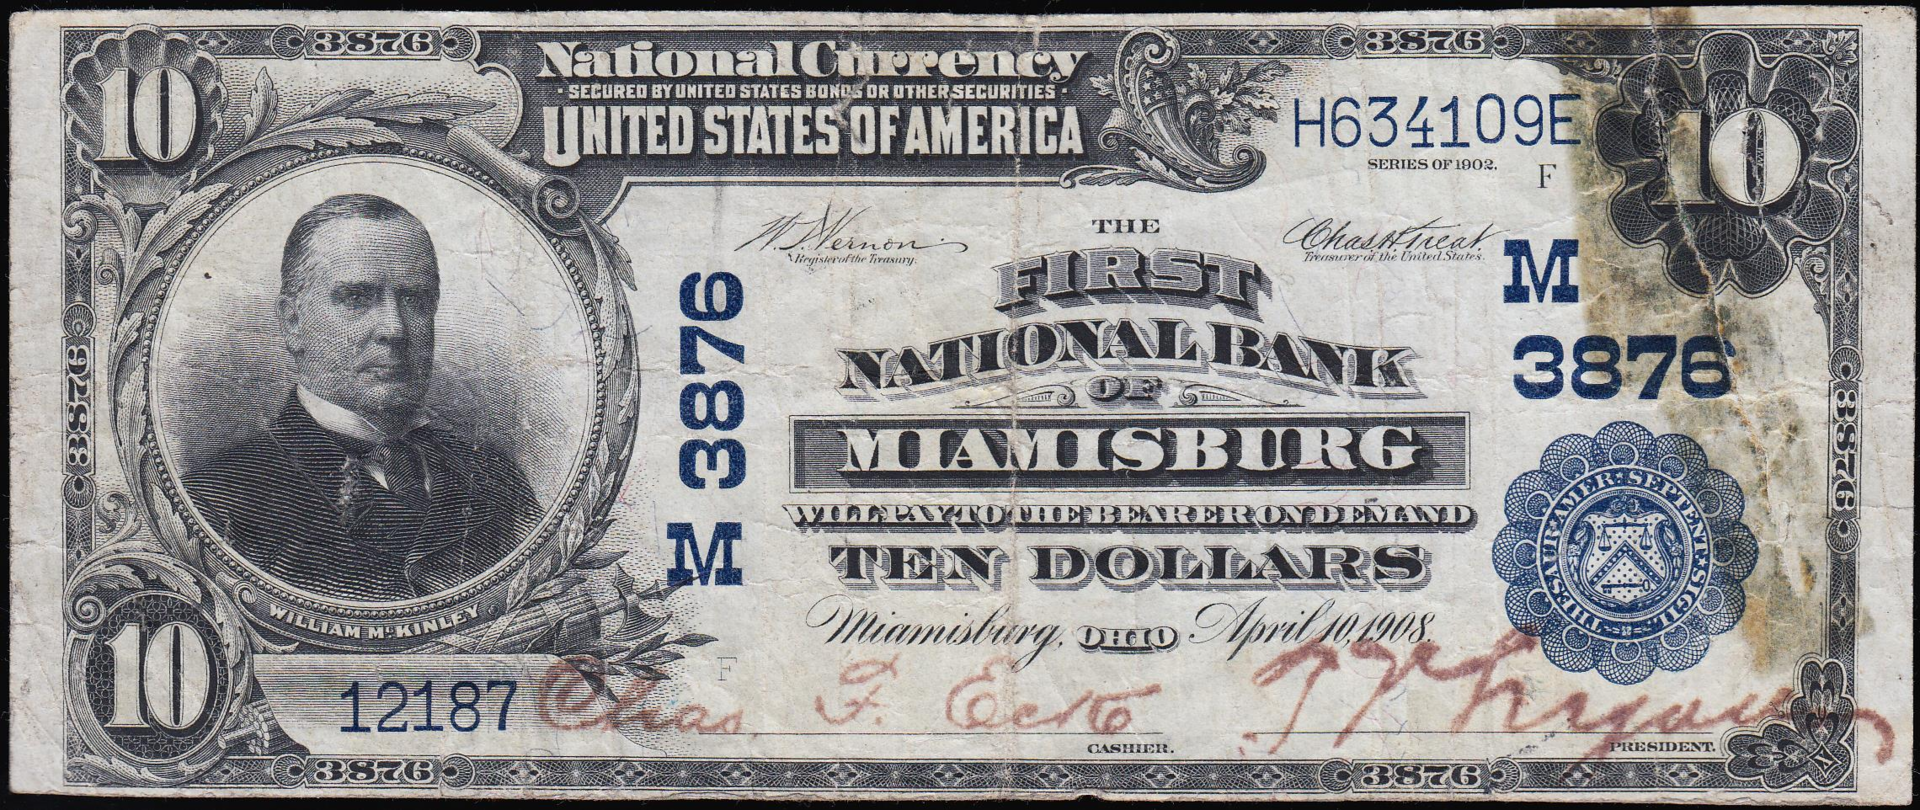 3876 3876
National Currency
SECURED BY UNITED STATES BONDS OR OTHER SECURITIES
UNITED STATES OF AMERICA
10 10
H634109E
SERIES OF 1902.
F
W.T. Vernon
Register of the Treasury.
Chas. H. Treat.
Treasurer of the United States.
THE
FIRST
NATIONAL BANK
OF
MIAMISBURG
WILL PAY TO THE BEARER ON DEMAND
TEN DOLLARS
Miamisburg, OHIO April 10, 1908.
M 3876
M
3876
THESAUR. AMER. SEPTENT. SIGIL.
3876
3876
WILLIAM McKINLEY
10
F
12187
Chas. F. Eck
CASHIER.
PRESIDENT.
3876 3876